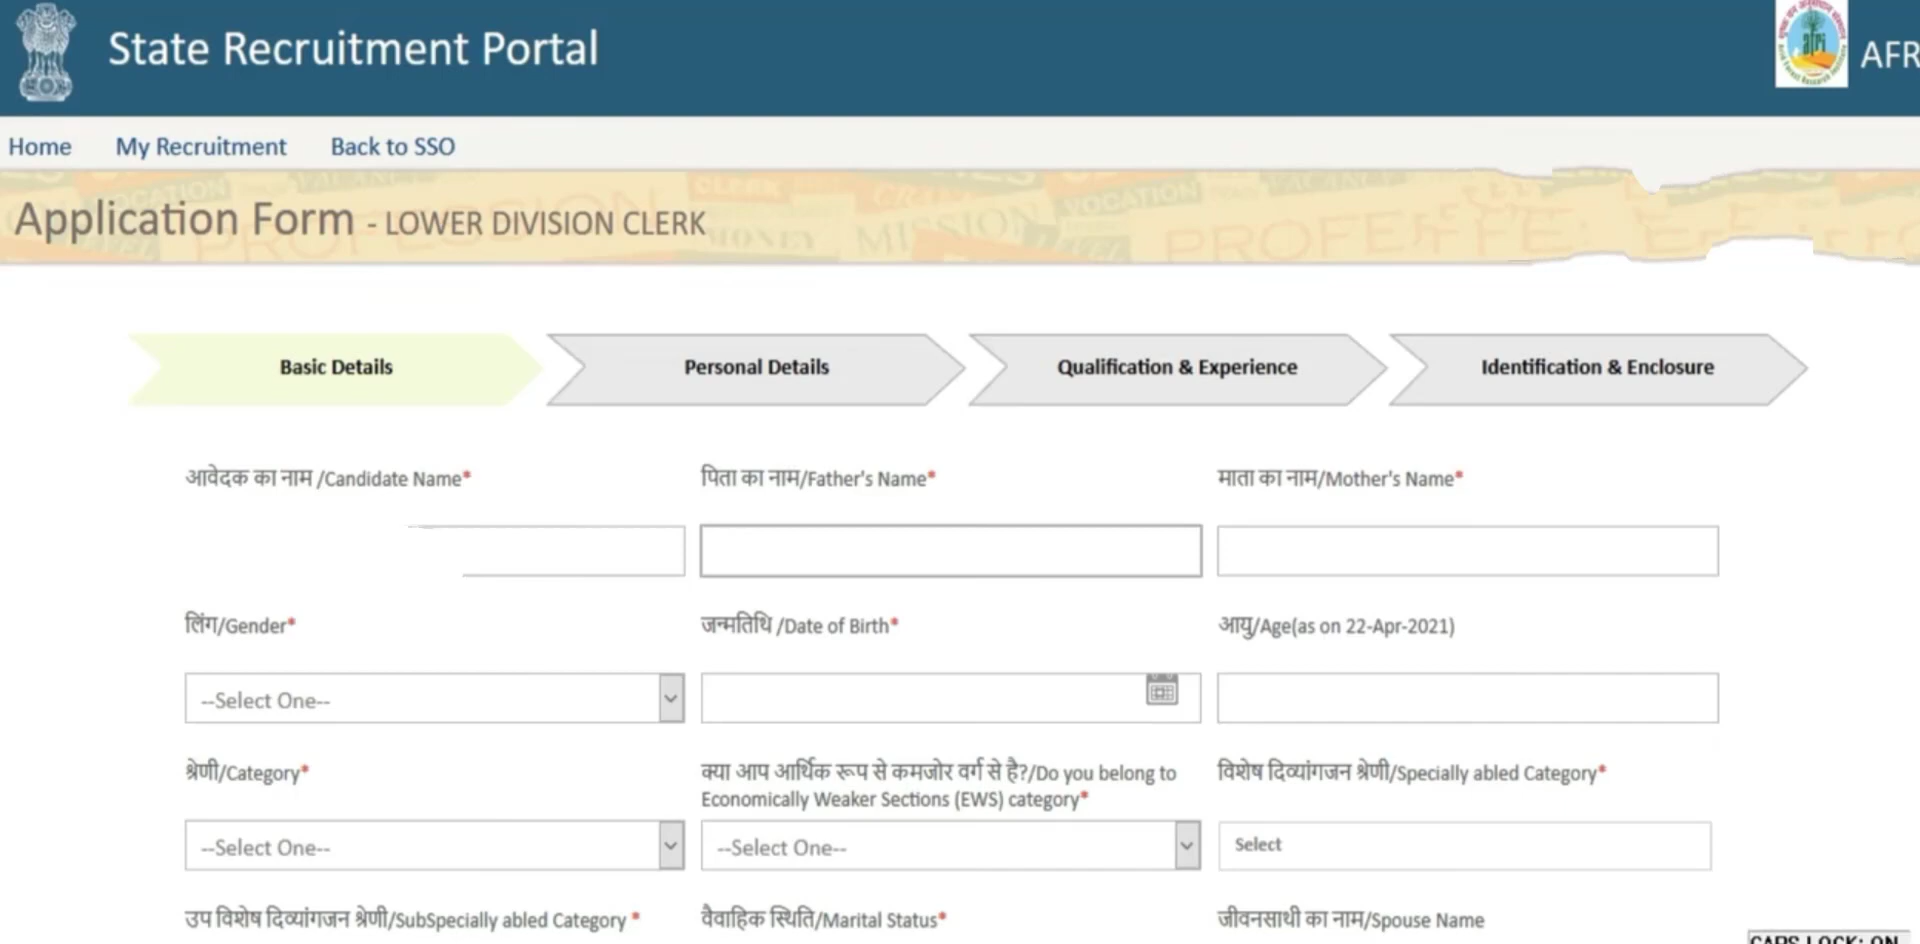 State Recruitment Portal
afri
AFR
Home My Recruitment Back to SSO
Application Form - LOWER DIVISION CLERK
Basic Details Personal Details Qualification & Experience Identification & Enclosure
आवेदक का नाम /Candidate Name* पिता का नाम/Father's Name* माता का नाम/Mother's Name*
लिंग/Gender* जन्मतिथि /Date of Birth* आयु/Age(as on 22-Apr-2021)
--Select One--
श्रेणी/Category* क्या आप आर्थिक रूप से कमजोर वर्ग से है?/Do you belong to विशेष दिव्यांगजन श्रेणी/Specially abled Category*
Economically Weaker Sections (EWS) category*
--Select One-- --Select One-- Select
उप विशेष दिव्यांगजन श्रेणी/SubSpecially abled Category * वैवाहिक स्थिति/Marital Status* जीवनसाथी का नाम/Spouse Name
CAPS LOCK: ON